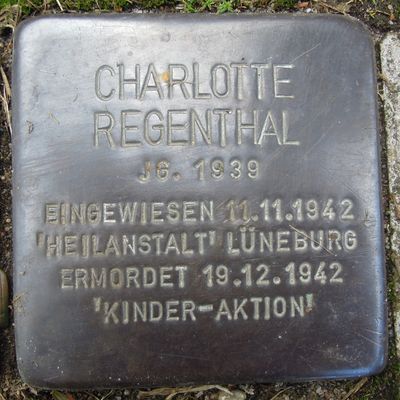 CHARLOTTE
REGENTHAL
JG. 1939
EINGEWIESEN 11.11.1942
'HEILANSTALT' LÜNEBURG
ERMORDET 19.12.1942
'KINDER-AKTION'